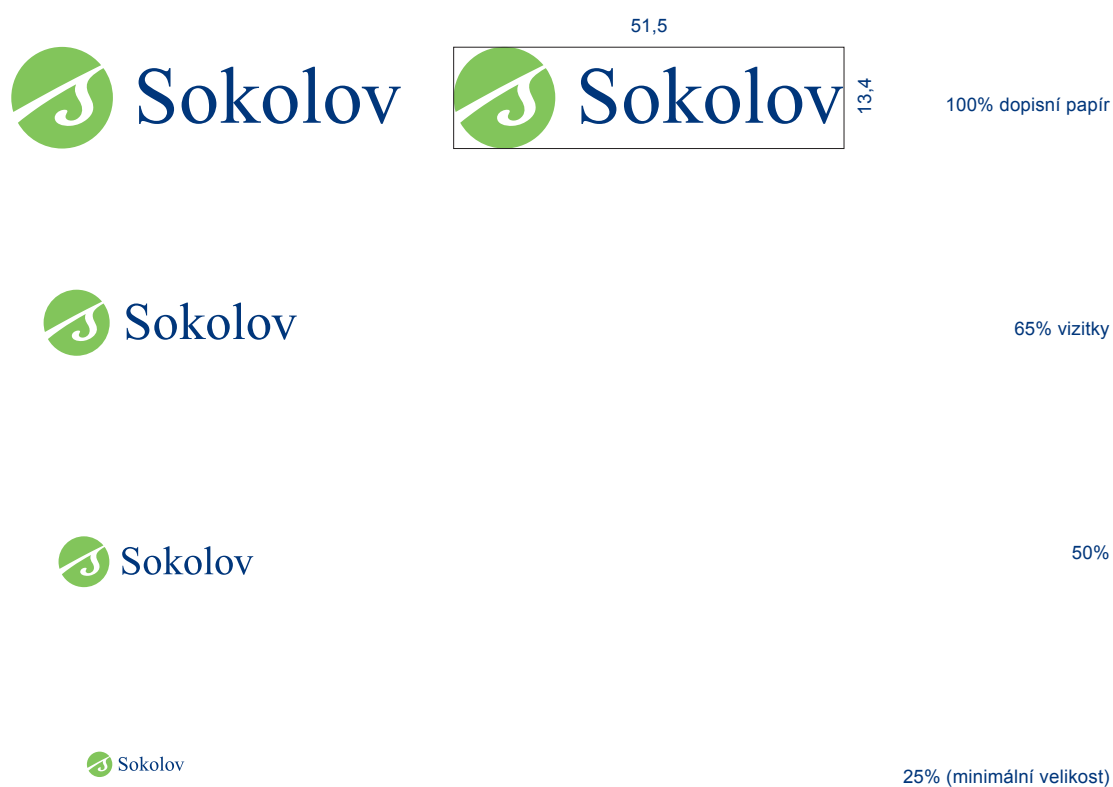 51,5
Sokolov
Sokolov
13,4
100% dopisní papír
Sokolov
65% vizitky
Sokolov
50%
Sokolov
25% (minimální velikost)